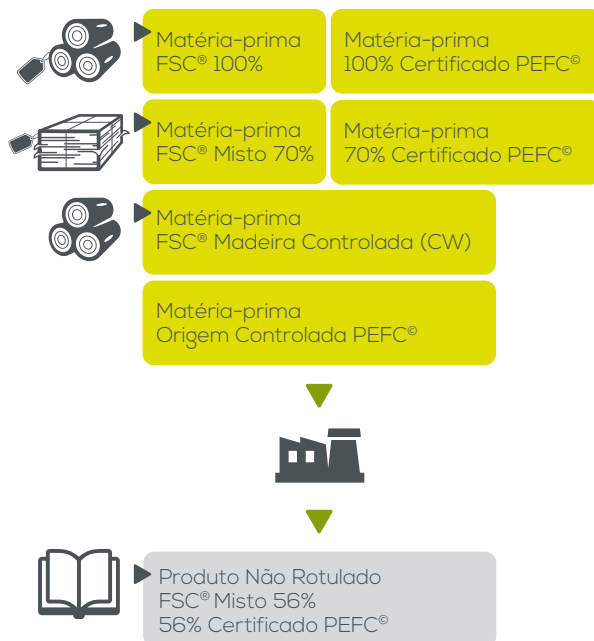 Matéria-prima
FSC® 100%
Matéria-prima
100% Certificado PEFC©
Matéria-prima
FSC® Misto 70%
Matéria-prima
70% Certificado PEFC©
Matéria-prima
FSC® Madeira Controlada (CW)
Matéria-prima
Origem Controlada PEFC©
Produto Não Rotulado
FSC® Misto 56%
56% Certificado PEFC©